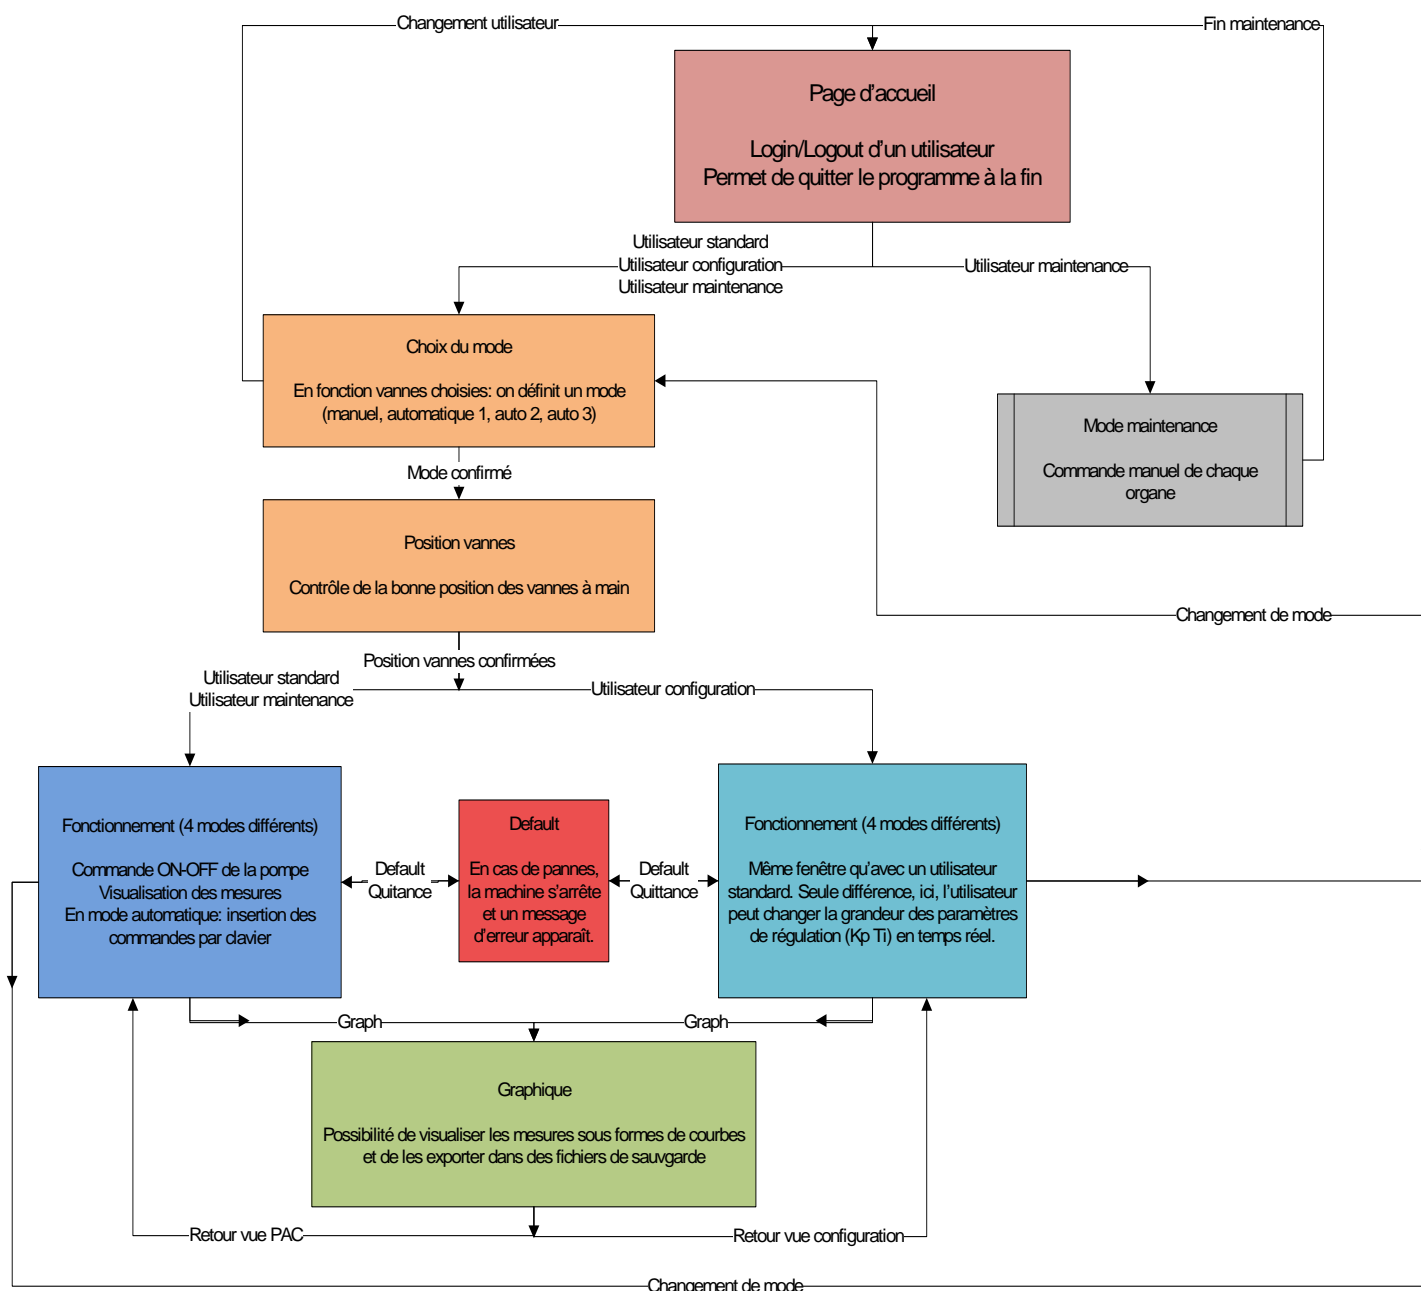 Changement utilisateur
Fin maintenance
Page d'accueil
Login/Logout d'un utilisateur
Permet de quitter le programme à la fin
Utilisateur standard
Utilisateur configuration
Utilisateur maintenance
Utilisateur maintenance
Choix du mode
En fonction vannes choisies: on définit un mode
(manuel, automatique 1, auto 2, auto 3)
Mode maintenance
Commande manuel de chaque
organe
Mode confirmé
Position vannes
Contrôle de la bonne position des vannes à main
Changement de mode
Position vannes confirmées
Utilisateur standard
Utilisateur maintenance
Utilisateur configuration
Fonctionnement (4 modes différents)
Commande ON-OFF de la pompe
Visualisation des mesures
En mode automatique: insertion des
commandes par clavier
Default
Quitance
Default
En cas de pannes,
la machine s'arrête
et un message
d'erreur apparaît.
Default
Quittance
Fonctionnement (4 modes différents)
Même fenêtre qu'avec un utilisateur
standard. Seule différence, ici, l'utilisateur
peut changer la grandeur des paramètres
de régulation (Kp Ti) en temps réel.
Graph
Graph
Graphique
Possibilité de visualiser les mesures sous formes de courbes
et de les exporter dans des fichiers de sauvgarde
Retour vue PAC
Retour vue configuration
Changement de mode